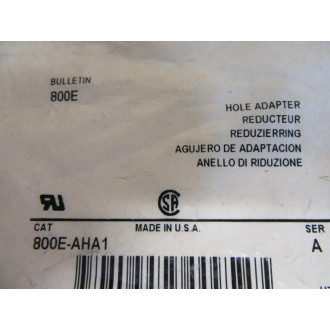 BULLETIN
800E
HOLE ADAPTER
REDUCTEUR
REDUZIERRING
AGUJERO DE ADAPTACION
ANELLO DI RIDUZIONE
CAT
MADE IN U.S.A.
SER
800E-AHA1
A